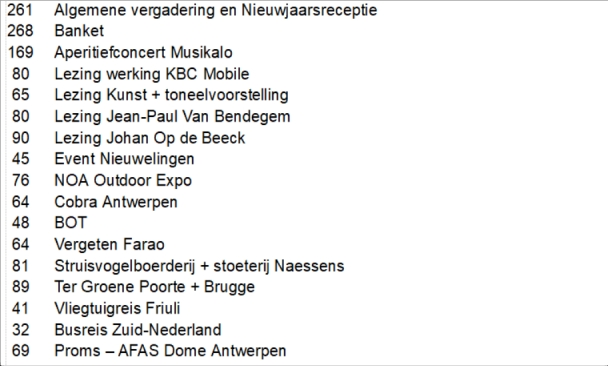 261 Algemene vergadering en Nieuwjaarsreceptie
268 Banket
169 Aperitiefconcert Musikalo
80 Lezing werking KBC Mobile
65 Lezing Kunst + toneelvoorstelling
80 Lezing Jean-Paul Van Bendegem
90 Lezing Johan Op de Beeck
45 Event Nieuwelingen
76 NOA Outdoor Expo
64 Cobra Antwerpen
48 BOT
64 Vergeten Farao
81 Struisvogelboerderij + stoeterij Naessens
89 Ter Groene Poorte + Brugge
41 Vliegtuigreis Friuli
32 Busreis Zuid-Nederland
69 Proms – AFAS Dome Antwerpen